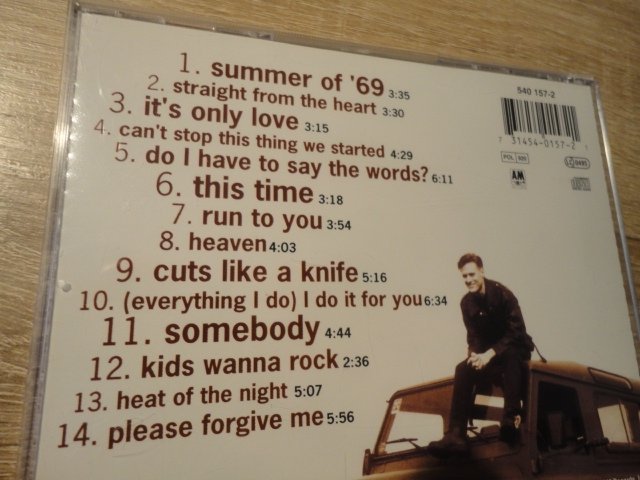 1. summer of '69 3:35
2. straight from the heart 3:30
3. it's only love 3:15
4. can't stop this thing we started 4:29
5. do I have to say the words? 6:11
6. this time 3:18
7. run to you 3:54
8. heaven 4:03
9. cuts like a knife 5:16
10. (everything I do) I do it for you 6:34
11. somebody 4:44
12. kids wanna rock 2:36
13. heat of the night 5:07
14. please forgive me 5:56
540 157-2
7 31454-0157-2 1
AM